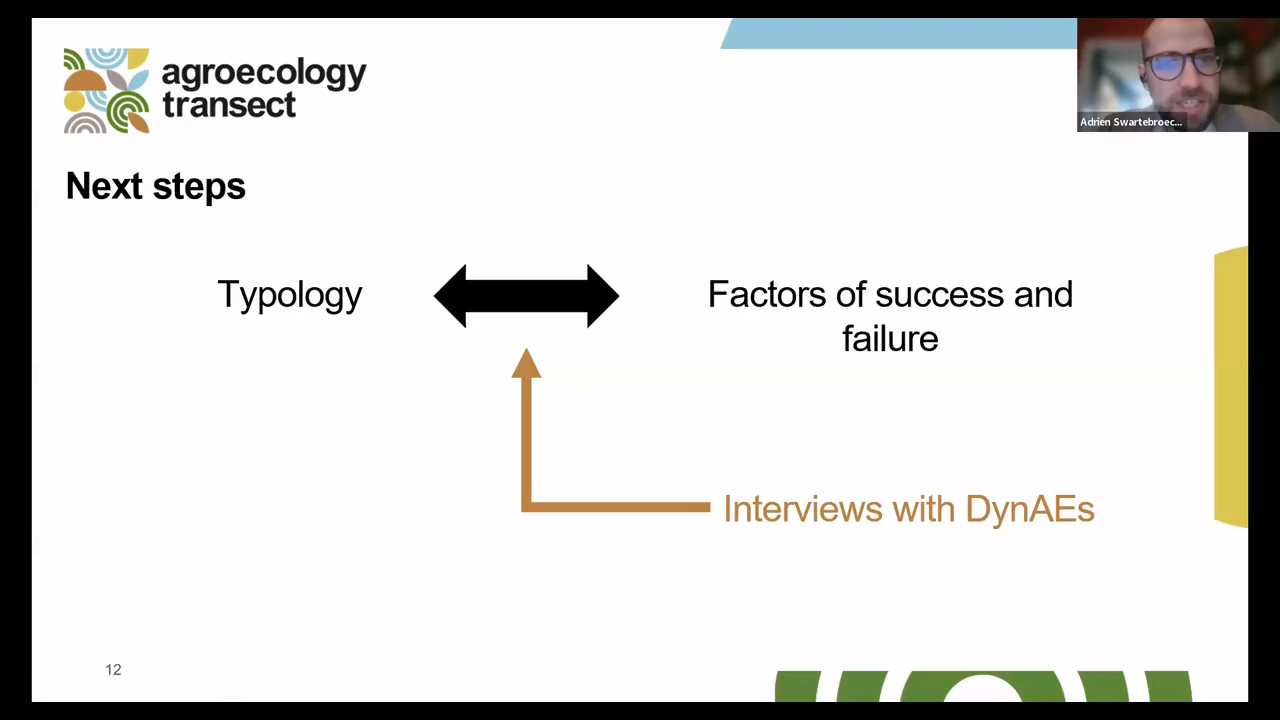 agroecology
transect
Adrien Swartebroec...
Next steps
Typology
Factors of success and
failure
Interviews with DynAEs
12